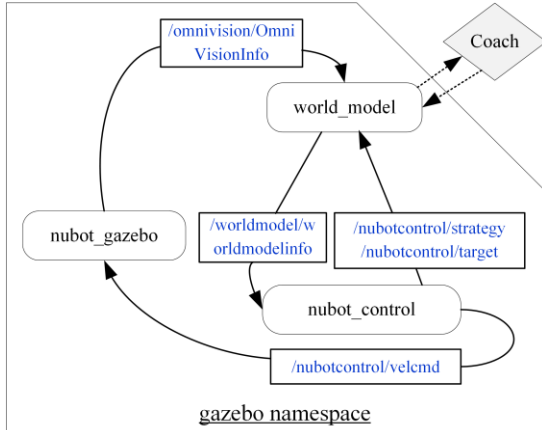 /omnivision/Omni
VisionInfo
Coach
world_model
/worldmodel/w
orldmodelinfo
/nubotcontrol/strategy
/nubotcontrol/target
nubot_gazebo
nubot_control
/nubotcontrol/velcmd
gazebo namespace